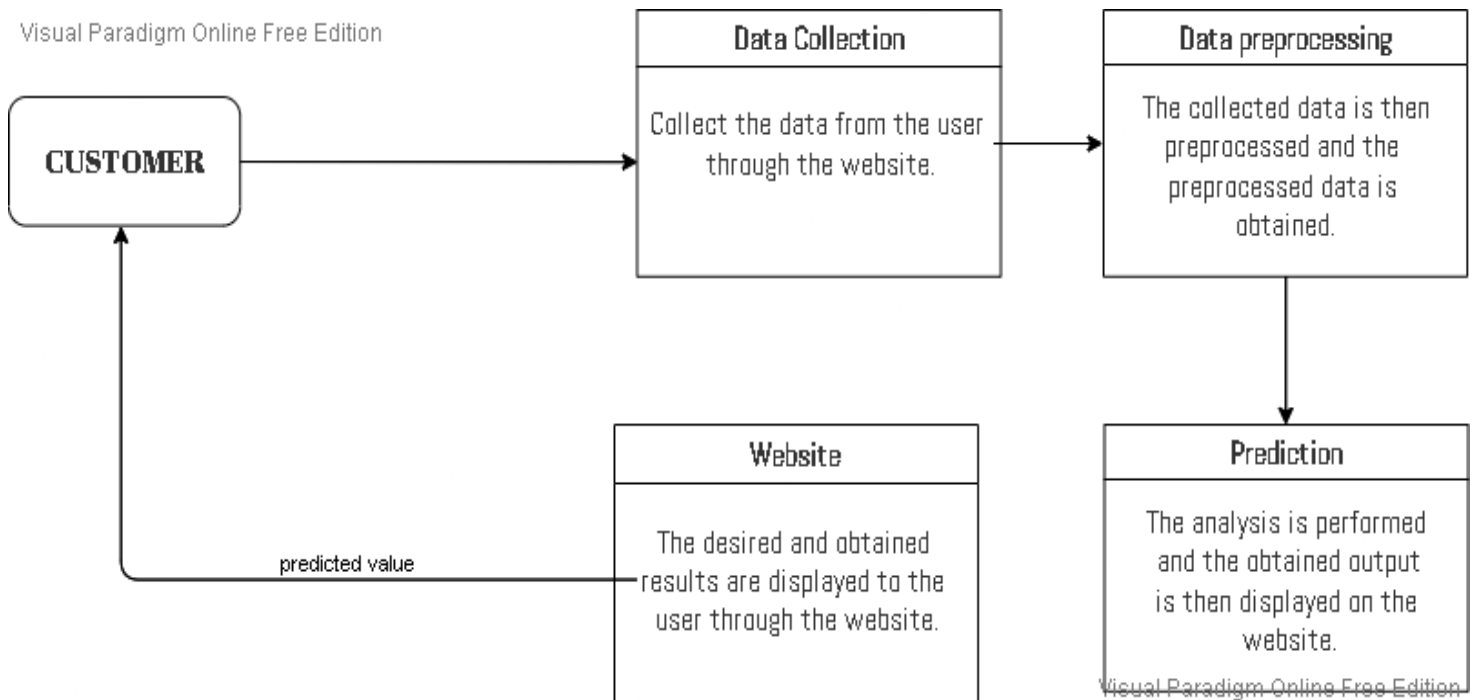 Visual Paradigm Online Free Edition
CUSTOMER
Data Collection
Collect the data from the user
through the website.
Data preprocessing
The collected data is then
preprocessed and the
preprocessed data is
obtained.
Prediction
The analysis is performed
and the obtained output
is then displayed on the
website.
Website
The desired and obtained
results are displayed to the
user through the website.
predicted value
Visual Paradigm Online Free Edition